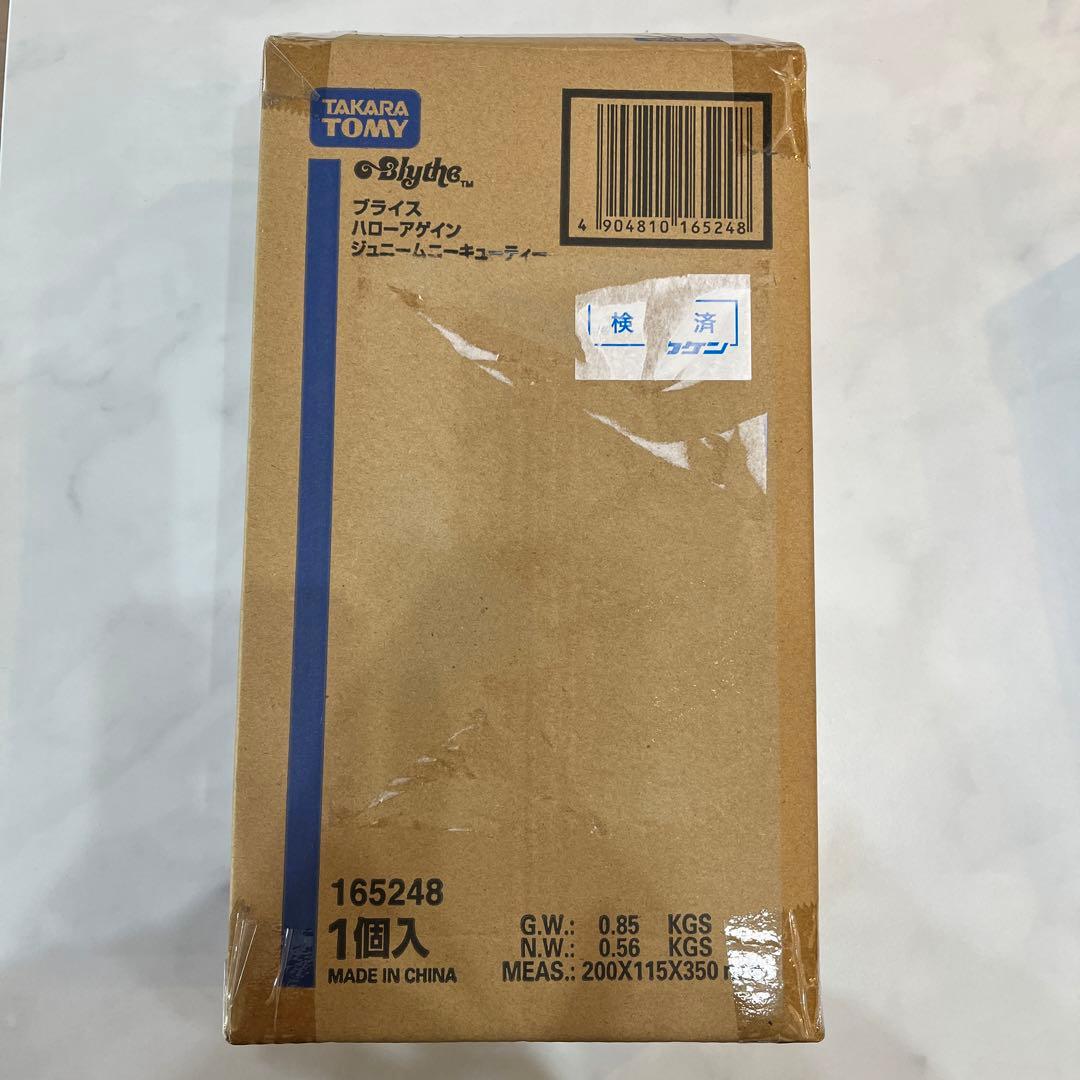 TAKARA
TOMY
Blythe™
ブライス
ハローアゲイン
ジュニームニーキューティー
4 904810 165248
検 済
165248
1個入
MADE IN CHINA
G.W.: 0.85 KGS
N.W.: 0.56 KGS
MEAS.: 200X115X350